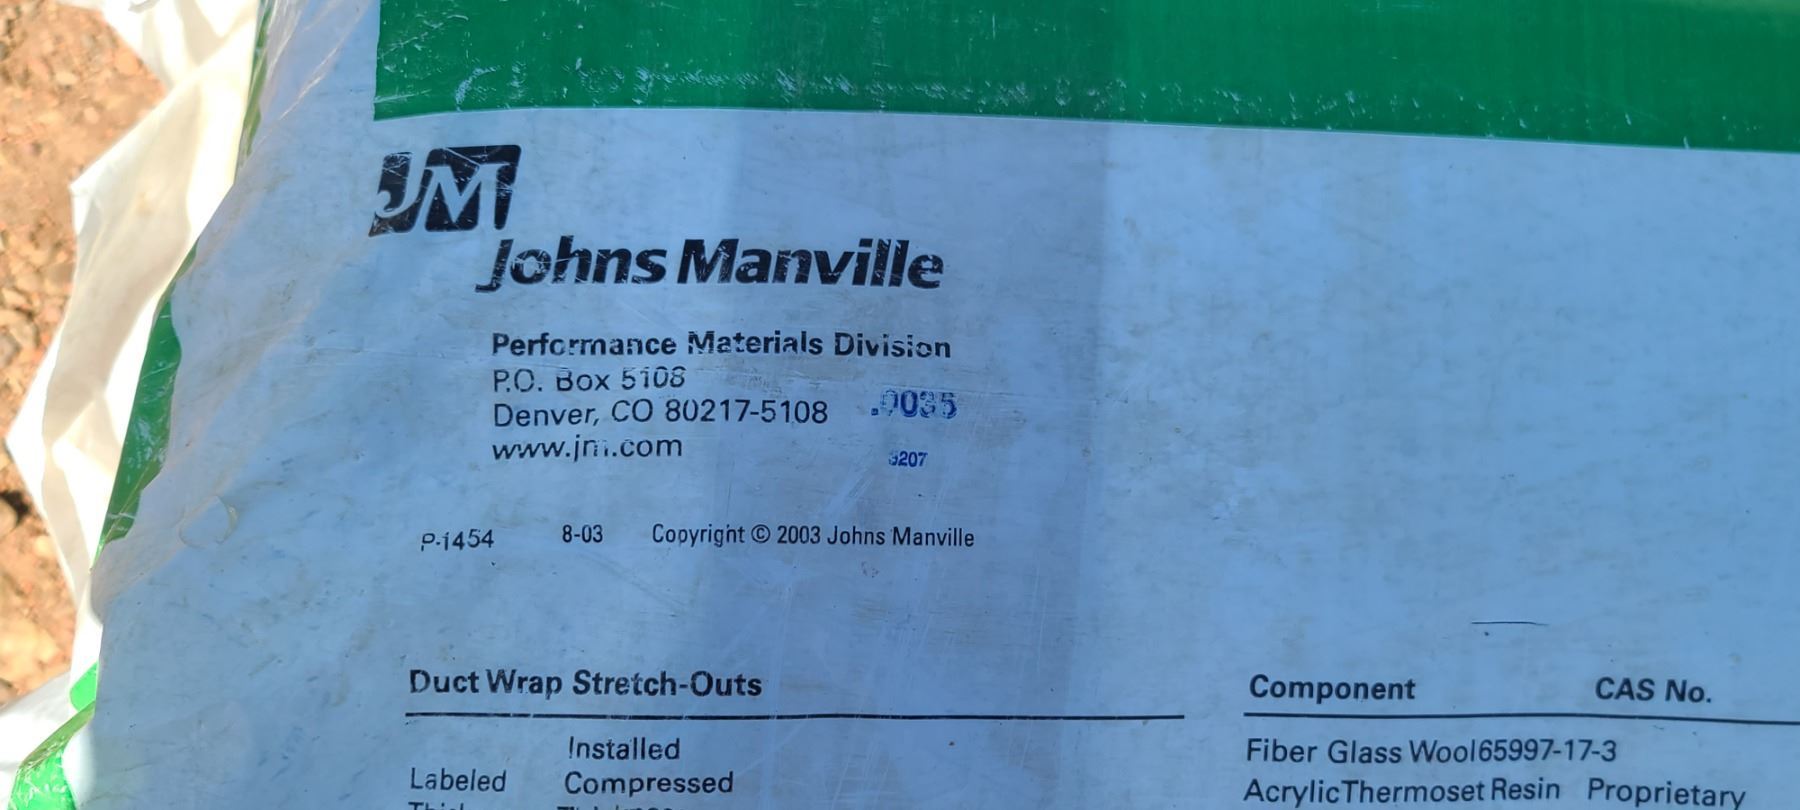 JM
Johns Manville
Performance Materials Division
P.O. Box 5108
Denver, CO 80217-5108
.0035
www.jm.com
P-1454 8-03 Copyright © 2003 Johns Manville
Duct Wrap Stretch-Outs
Component CAS No.
Installed
Labeled Compressed
Fiber Glass Wool 65997-17-3
Acrylic Thermoset Resin Proprietary